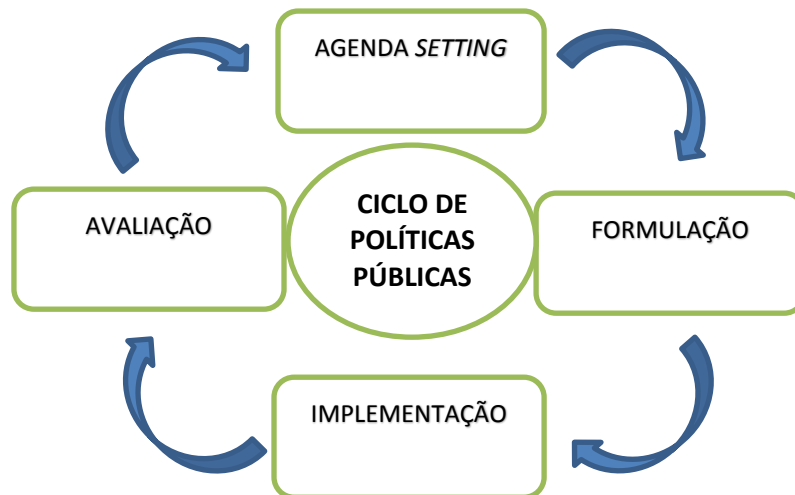 AGENDA SETTING
AVALIAÇÃO
CICLO DE
POLÍTICAS
PÚBLICAS
FORMULAÇÃO
IMPLEMENTAÇÃO